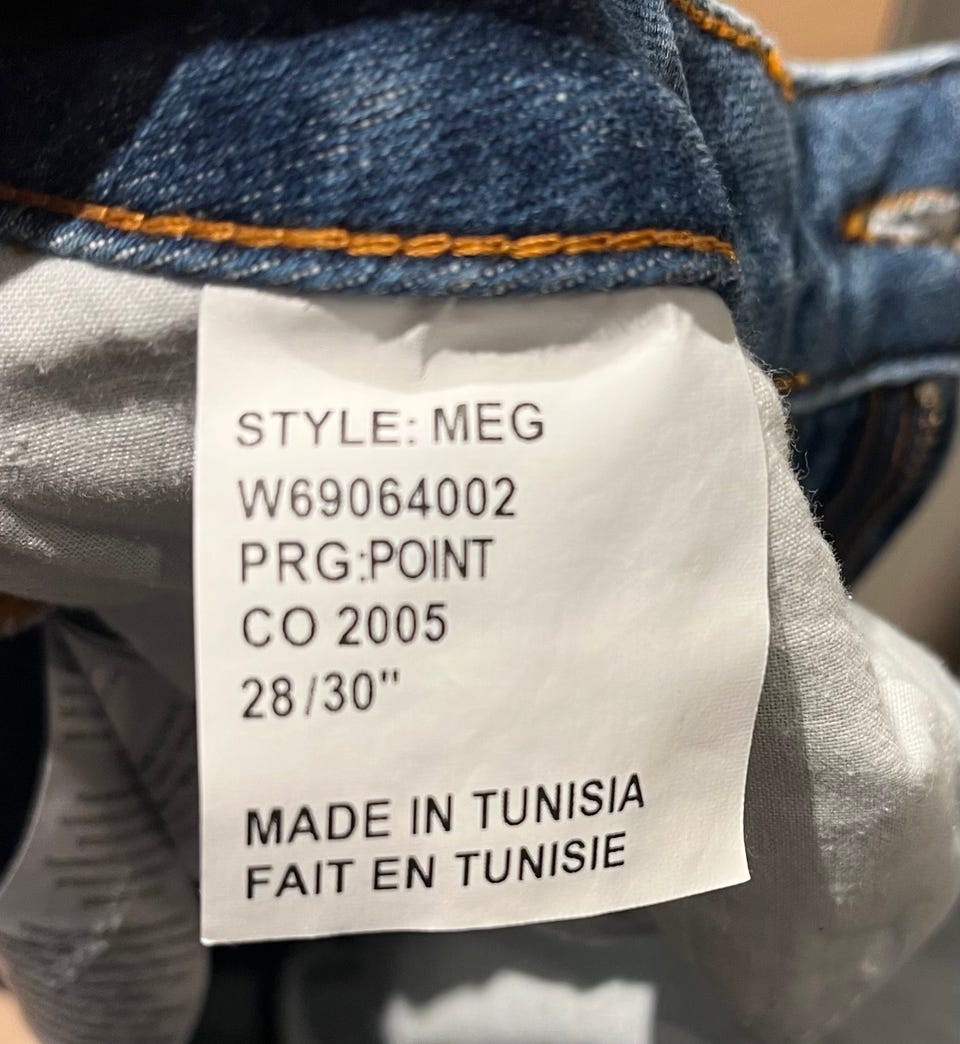 STYLE: MEG
W69064002
PRG:POINT
CO 2005
28/30"
MADE IN TUNISIA
FAIT EN TUNISIE